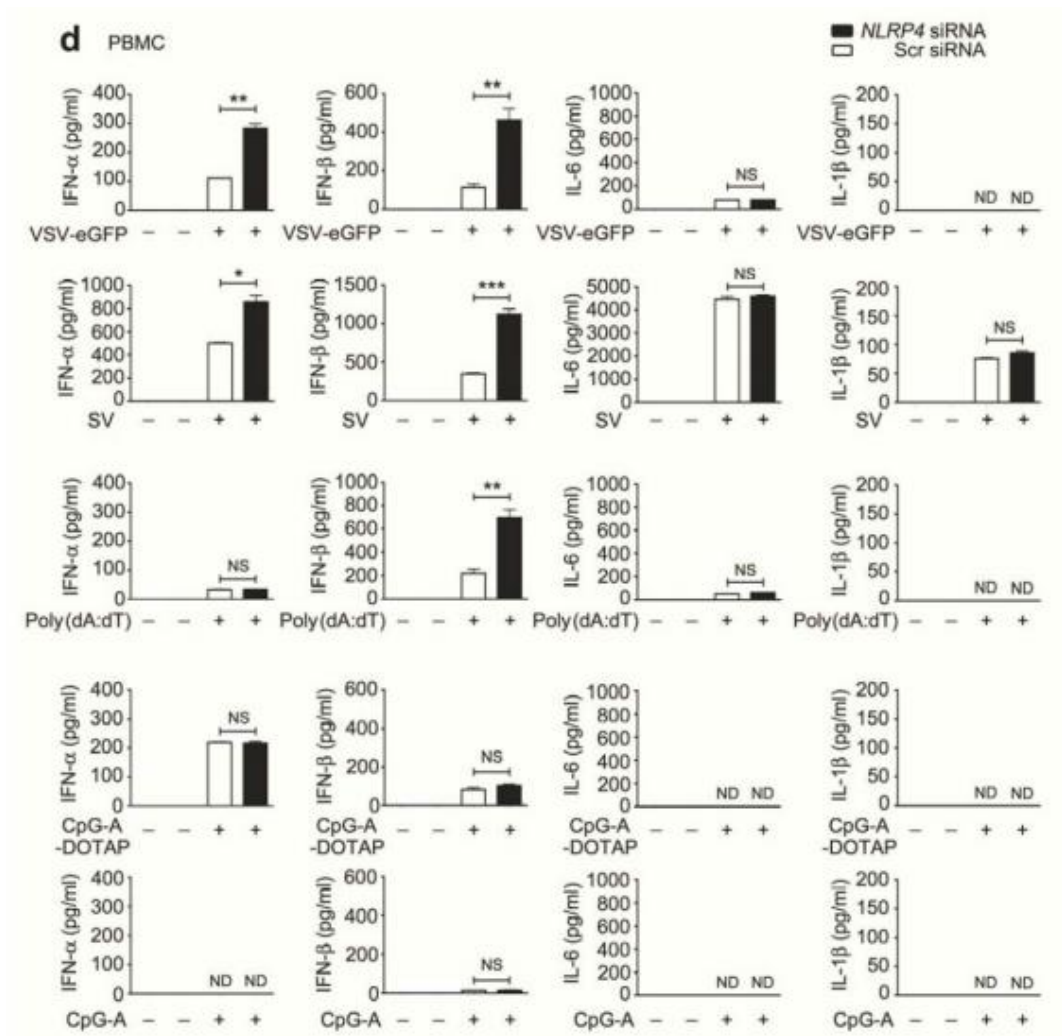 d PBMC
NLRP4 siRNA
Scr siRNA
IFN-α (pg/ml)
400
300
200
100
0
**
VSV-eGFP – – + +
IFN-β (pg/ml)
600
400
200
0
**
VSV-eGFP – – + +
IL-6 (pg/ml)
1000
800
600
400
200
0
NS
VSV-eGFP – – + +
IL-1β (pg/ml)
200
150
100
50
0
ND ND
VSV-eGFP – – + +
IFN-α (pg/ml)
1000
800
600
400
200
0
*
SV – – + +
IFN-β (pg/ml)
1500
1000
500
0
***
SV – – + +
IL-6 (pg/ml)
5000
4000
3000
2000
1000
0
NS
SV – – + +
IL-1β (pg/ml)
200
150
100
50
0
NS
SV – – + +
IFN-α (pg/ml)
400
300
200
100
0
NS
Poly(dA:dT) – – + +
IFN-β (pg/ml)
1000
800
600
400
200
0
**
Poly(dA:dT) – – + +
IL-6 (pg/ml)
1000
800
600
400
200
0
NS
Poly(dA:dT) – – + +
IL-1β (pg/ml)
200
150
100
50
0
ND ND
Poly(dA:dT) – – + +
IFN-α (pg/ml)
400
300
200
100
0
NS
CpG-A – – + +
-DOTAP
IFN-β (pg/ml)
600
400
200
0
NS
CpG-A – – + +
-DOTAP
IL-6 (pg/ml)
1000
800
600
400
200
0
ND ND
CpG-A – – + +
-DOTAP
IL-1β (pg/ml)
200
150
100
50
0
ND ND
CpG-A – – + +
-DOTAP
IFN-α (pg/ml)
400
300
200
100
0
ND ND
CpG-A – – + +
IFN-β (pg/ml)
600
400
200
0
NS
CpG-A – – + +
IL-6 (pg/ml)
1000
800
600
400
200
0
ND ND
CpG-A – – + +
IL-1β (pg/ml)
200
150
100
50
0
ND ND
CpG-A – – + +